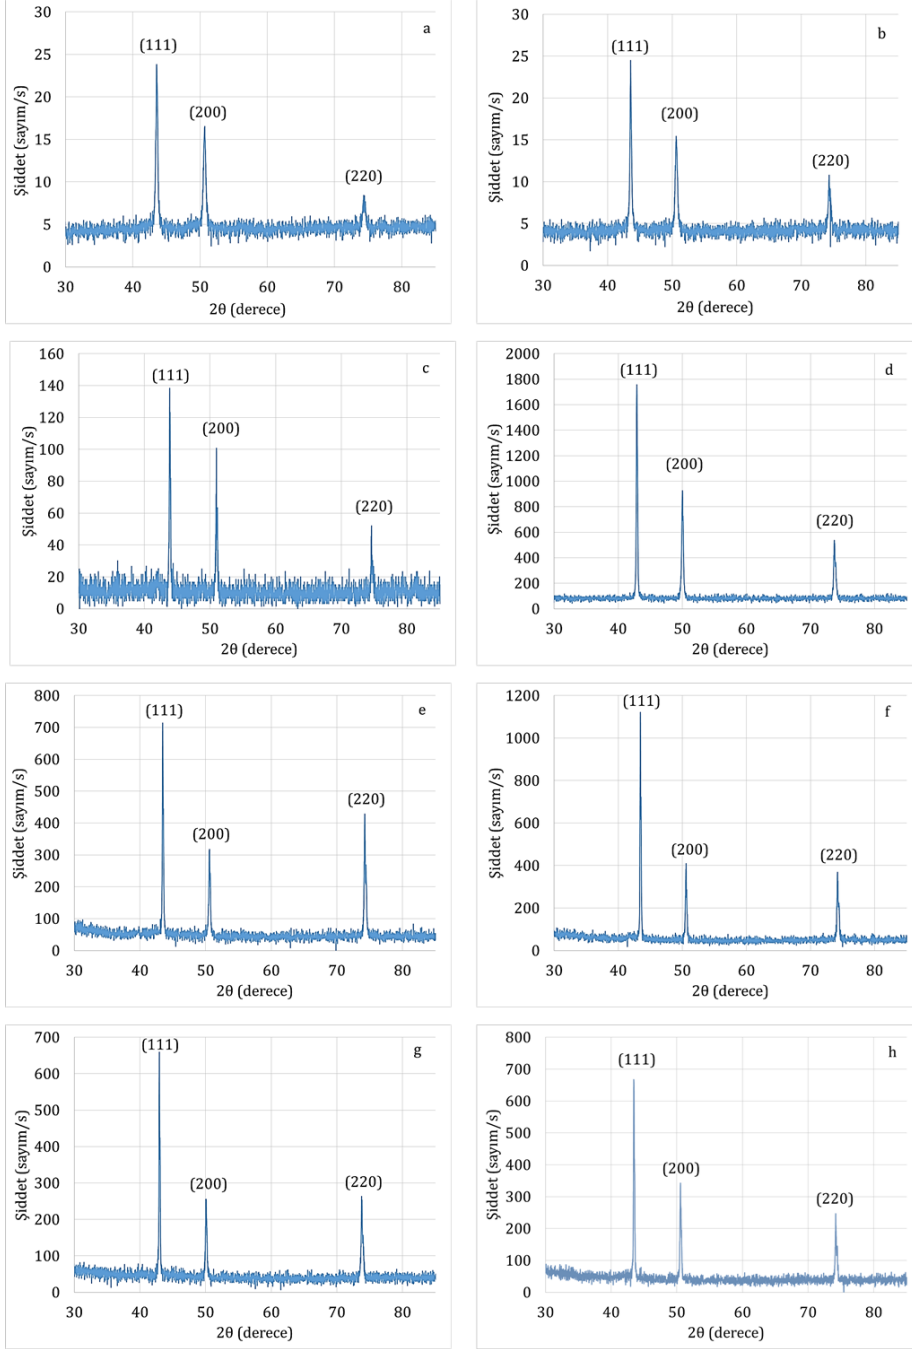 a
30
25
20
15
10
5
0
Şiddet (sayım/s)
(111)
(200)
(220)
30 40 50 60 70 80
2θ (derece)
b
30
25
20
15
10
5
0
Şiddet (sayım/s)
(111)
(200)
(220)
30 40 50 60 70 80
2θ (derece)
c
160
140
120
100
80
60
40
20
0
Şiddet (sayım/s)
(111)
(200)
(220)
30 40 50 60 70 80
2θ (derece)
d
2000
1800
1600
1400
1200
1000
800
600
400
200
0
Şiddet (sayım/s)
(111)
(200)
(220)
30 40 50 60 70 80
2θ (derece)
e
800
700
600
500
400
300
200
100
0
Şiddet (sayım/s)
(111)
(200)
(220)
30 40 50 60 70 80
2θ (derece)
f
1200
1000
800
600
400
200
0
Şiddet (sayım/s)
(111)
(200)
(220)
30 40 50 60 70 80
2θ (derece)
g
700
600
500
400
300
200
100
0
Şiddet (sayım/s)
(111)
(200)
(220)
30 40 50 60 70 80
2θ (derece)
h
800
700
600
500
400
300
200
100
0
Şiddet (sayım/s)
(111)
(200)
(220)
30 40 50 60 70 80
2θ (derece)